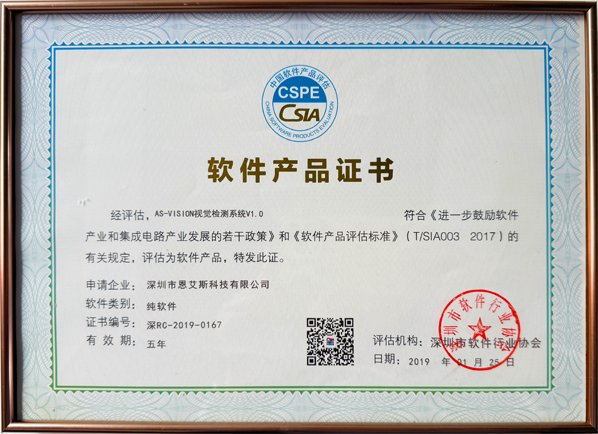 中国软件产品评估
CSPE
CSIA
CHINA SOFTWARE PRODUCTS EVALUATION
软件产品证书
经评估，AS-VISION视觉检测系统V1.0 符合《进一步鼓励软件
产业和集成电路产业发展的若干政策》和《软件产品评估标准》（T/SIA003 2017）的
有关规定，评估为软件产品，特发此证。
申请企业：深圳市恩艾斯科技有限公司
软件类别：纯软件
证书编号：深RC-2019-0167
有效期：五年
评估机构：深圳市软件行业协会
日期：2019 年 01 月 25 日
深圳市软件行业协会